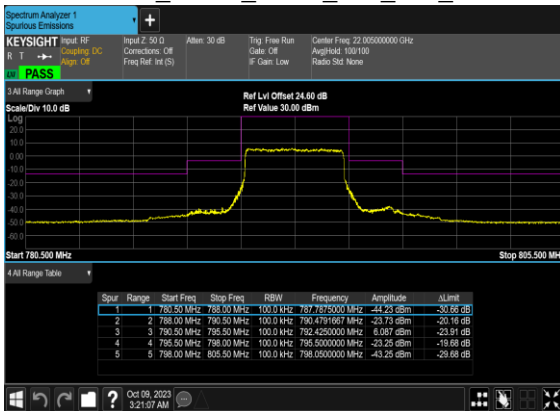 Spectrum Analyzer 1
Spurious Emissions
+
KEYSIGHT Input: RF Input Z: 50 Ω Atten: 30 dB Trig: Free Run Center Freq: 22.005000000 GHz
R T Coupling: DC Corrections: Off Gate: Off Avg|Hold: 100/100
Align: Off Freq Ref: Int (S) IF Gain: Low Radio Std: None
PASS
3 All Range Graph
Ref Lvl Offset 24.60 dB
Scale/Div 10.0 dB Ref Value 30.00 dBm
Log
20.0
10.0
0.00
-10.0
-20.0
-30.0
-40.0
-50.0
-60.0
Start 780.500 MHz Stop 805.500 MHz
4 All Range Table
Spur Range Start Freq Stop Freq RBW Frequency Amplitude ΔLimit
1 1 780.50 MHz 788.00 MHz 100.0 kHz 787.7875000 MHz -44.23 dBm -30.66 dB
2 2 788.00 MHz 790.50 MHz 100.0 kHz 790.4791667 MHz -23.73 dBm -20.16 dB
3 3 790.50 MHz 795.50 MHz 100.0 kHz 792.4250000 MHz 6.087 dBm -23.91 dB
4 4 795.50 MHz 798.00 MHz 100.0 kHz 795.5000000 MHz -23.25 dBm -19.68 dB
5 5 798.00 MHz 805.50 MHz 100.0 kHz 798.0500000 MHz -43.25 dBm -29.68 dB
?
Oct 09, 2023
3:21:07 AM